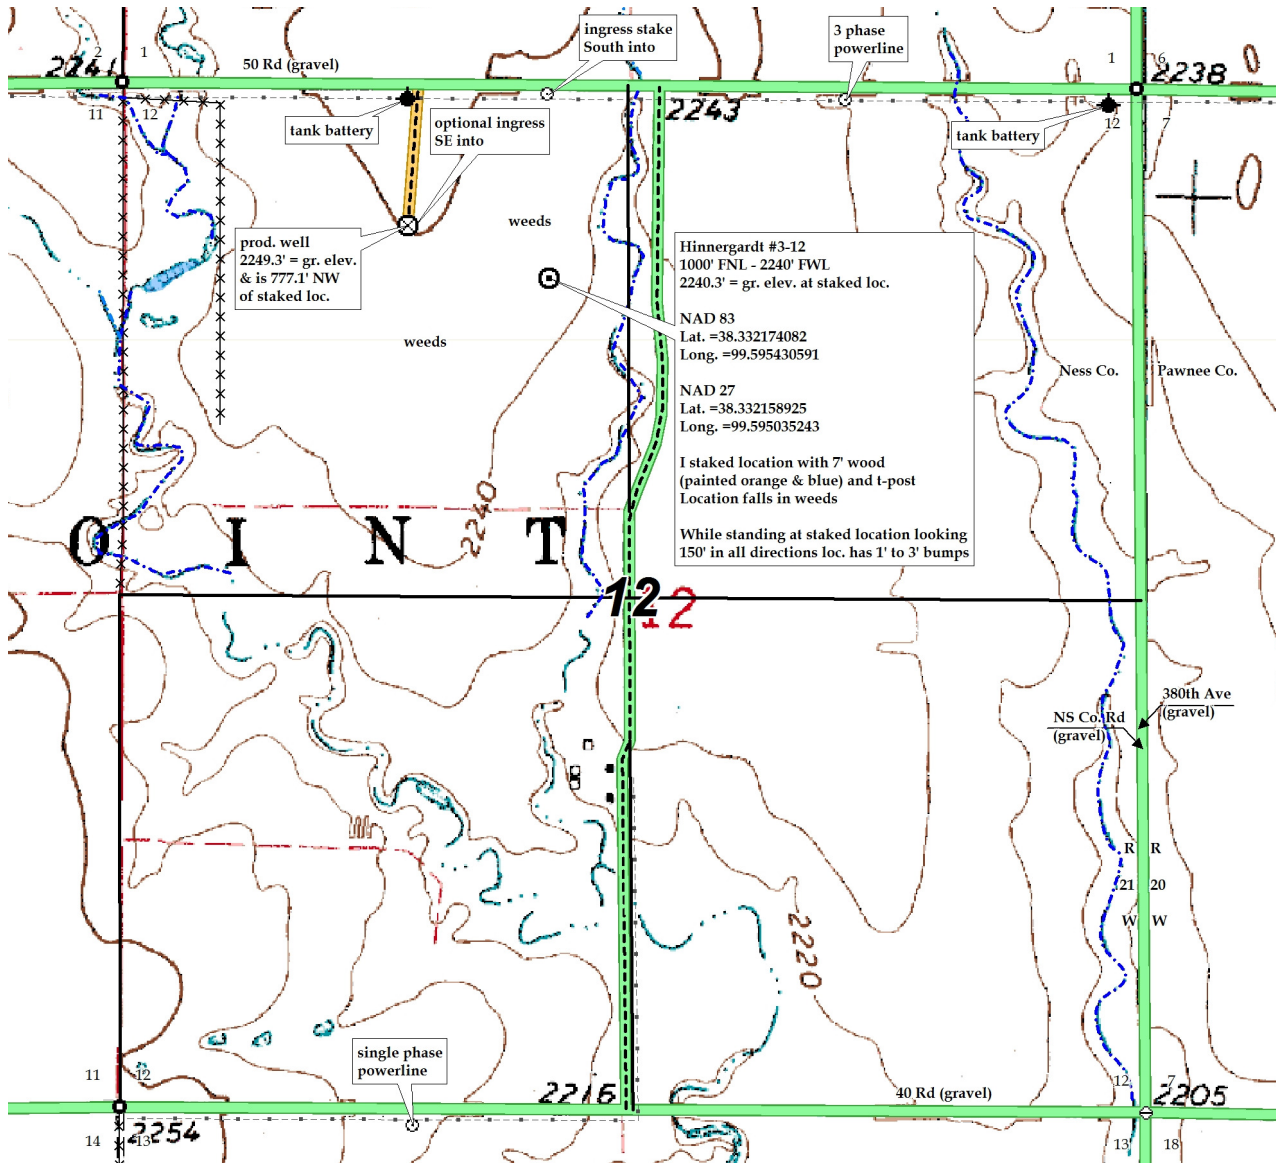 ingress stake
South into
3 phase
powerline
2
1
1
6
2241
50 Rd (gravel)
2238
11
12
2243
12
7
tank battery
optional ingress
SE into
tank battery
weeds
prod. well
2249.3' = gr. elev.
& is 777.1' NW
of staked loc.
Hinnergardt #3-12
1000' FNL - 2240' FWL
2240.3' = gr. elev. at staked loc.
NAD 83
Lat. =38.332174082
Long. =99.595430591
NAD 27
Lat. =38.332158925
Long. =99.595035243
I staked location with 7' wood
(painted orange & blue) and t-post
Location falls in weeds
While standing at staked location looking
150' in all directions loc. has 1' to 3' bumps
weeds
Ness Co.
Pawnee Co.
2240
O I N T
12
12
380th Ave
(gravel)
NS Co. Rd
(gravel)
R R
21 20
W W
2220
single phase
powerline
11
12
2216
40 Rd (gravel)
12
7
2205
2254
14
13
13
18